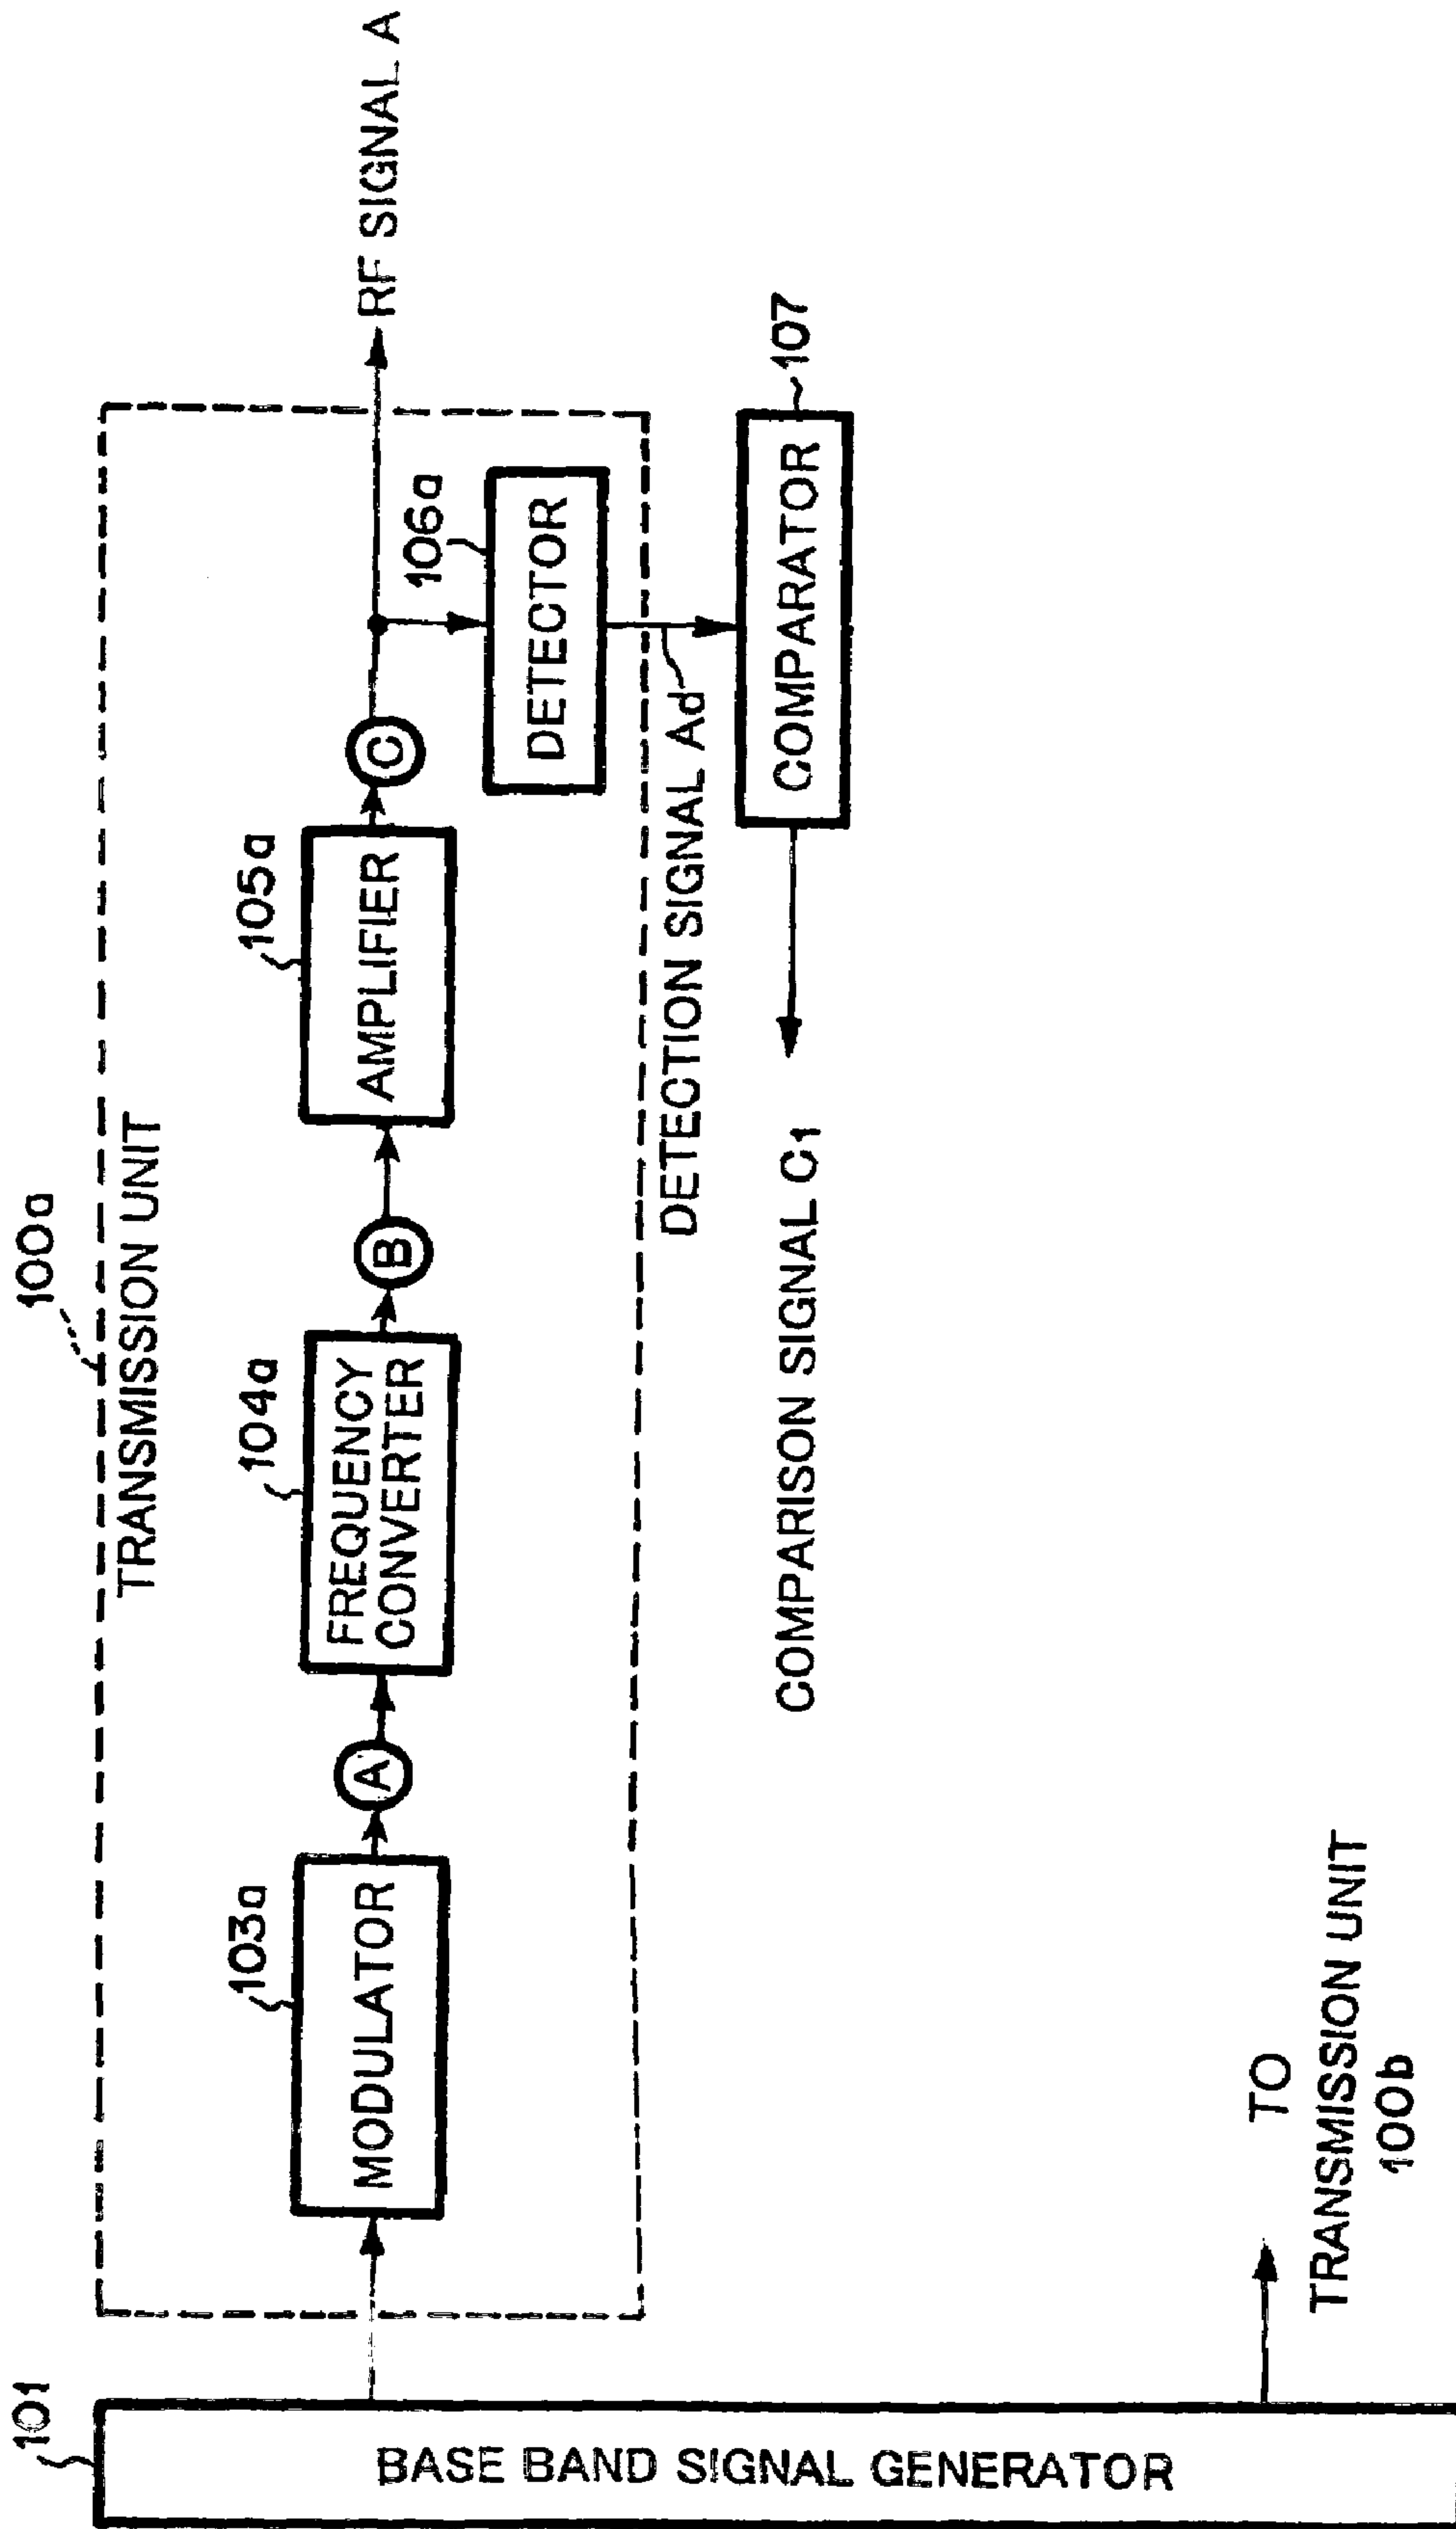 101
BASE BAND SIGNAL GENERATOR
100a
TRANSMISSION UNIT
103a
MODULATOR
A
104a
FREQUENCY
CONVERTER
B
105a
AMPLIFIER
C
RF SIGNAL A
106a
DETECTOR
DETECTION SIGNAL Ad
107
COMPARATOR
COMPARISON SIGNAL C1
TO
TRANSMISSION UNIT
100b